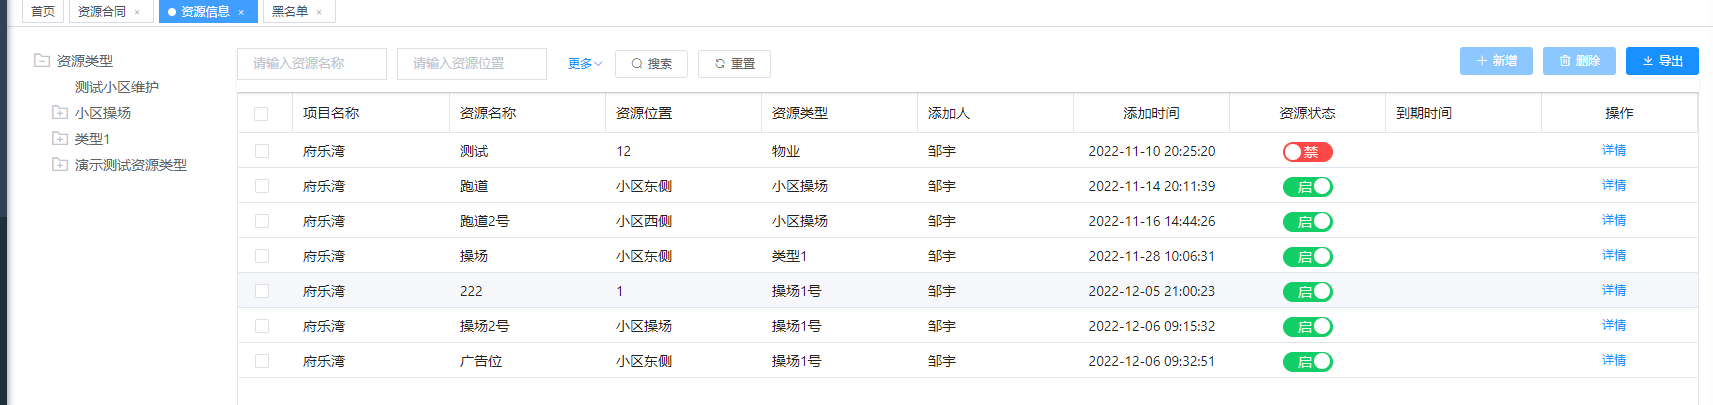 首页 资源合同 × 资源信息 × 黑名单 ×
资源类型
测试小区维护
小区操场
类型1
演示测试资源类型
请输入资源名称 请输入资源位置 更多 搜索 重置 新增 删除 导出
项目名称 资源名称 资源位置 资源类型 添加人 添加时间 资源状态 到期时间 操作
府乐湾 测试 12 物业 邹宇 2022-11-10 20:25:20 禁 详情
府乐湾 跑道 小区东侧 小区操场 邹宇 2022-11-14 20:11:39 启 详情
府乐湾 跑道2号 小区西侧 小区操场 邹宇 2022-11-16 14:44:26 启 详情
府乐湾 操场 小区东侧 类型1 邹宇 2022-11-28 10:06:31 启 详情
府乐湾 222 1 操场1号 邹宇 2022-12-05 21:00:23 启 详情
府乐湾 操场2号 小区操场 操场1号 邹宇 2022-12-06 09:15:32 启 详情
府乐湾 广告位 小区东侧 操场1号 邹宇 2022-12-06 09:32:51 启 详情